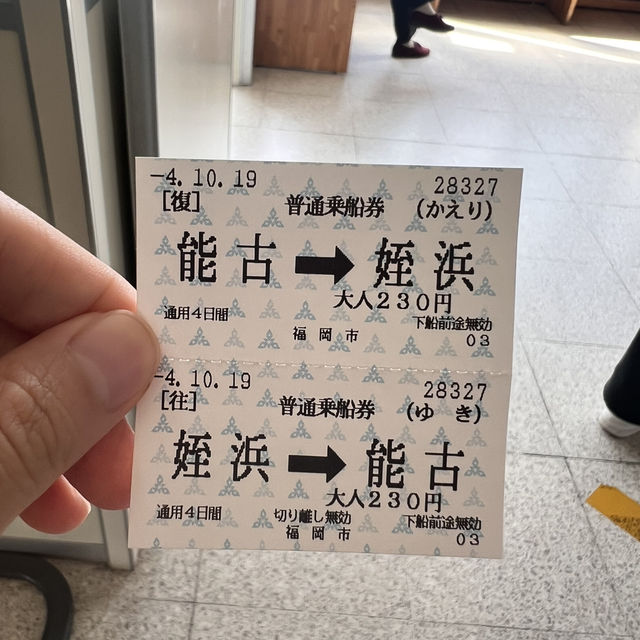 -4.10.19 28327
[復] 普通乗船券 (かえり)
能古 ➡ 姪浜
大人230円
通用4日間 下船前途無効
福岡市 03
-4.10.19 28327
[往] 普通乗船券 (ゆき)
姪浜 ➡ 能古
大人230円
通用4日間 切り離し無効 下船前途無効
福岡市 03